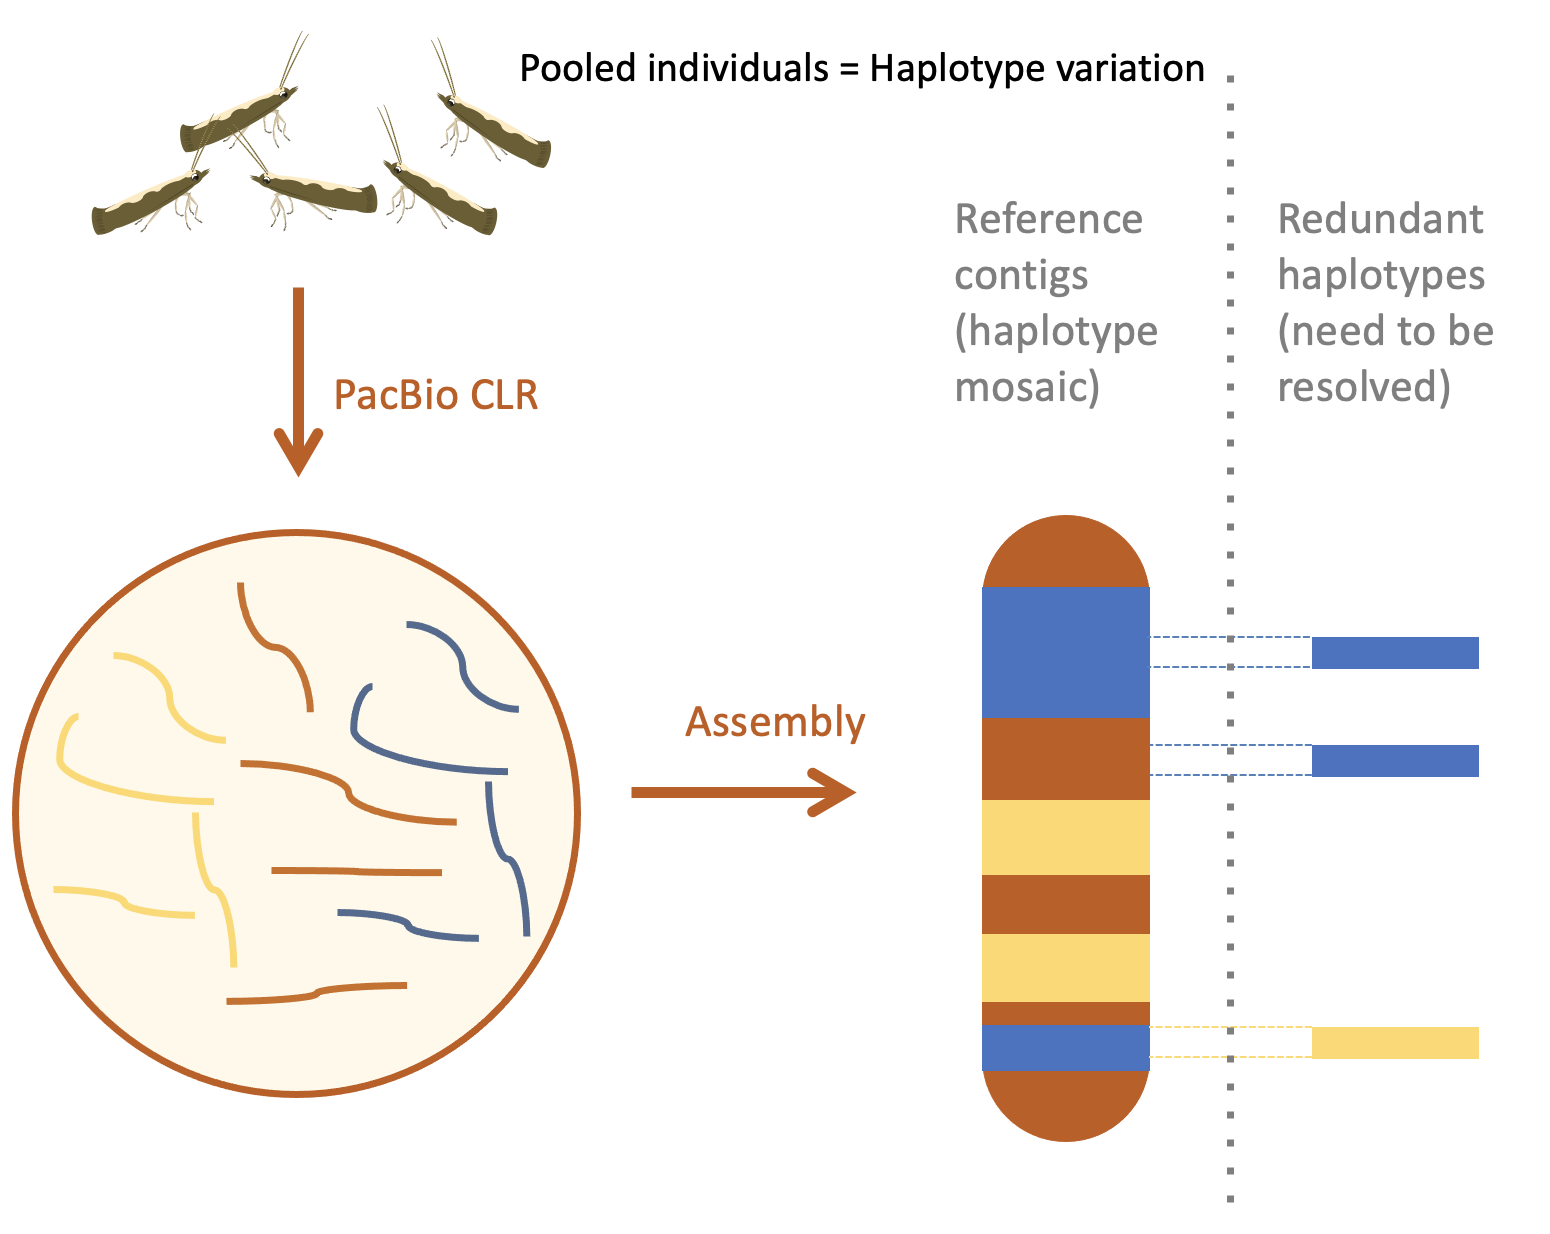 Pooled individuals = Haplotype variation
Reference
contigs
(haplotype
mosaic)
Redundant
haplotypes
(need to be
resolved)
PacBio CLR
Assembly